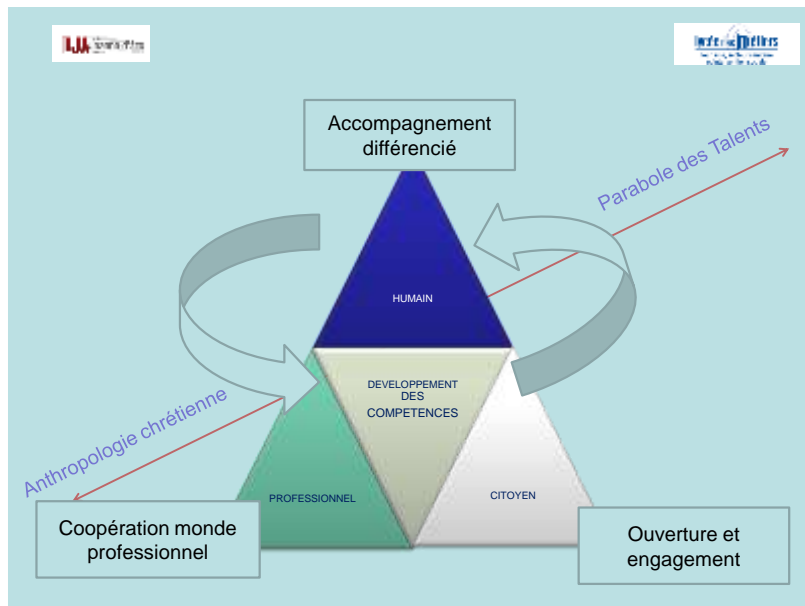 Accompagnement
différencié
Parabole des Talents
HUMAIN
DEVELOPPEMENT
DES
COMPETENCES
Anthropologie chrétienne
PROFESSIONNEL
CITOYEN
Coopération monde
professionnel
Ouverture et
engagement